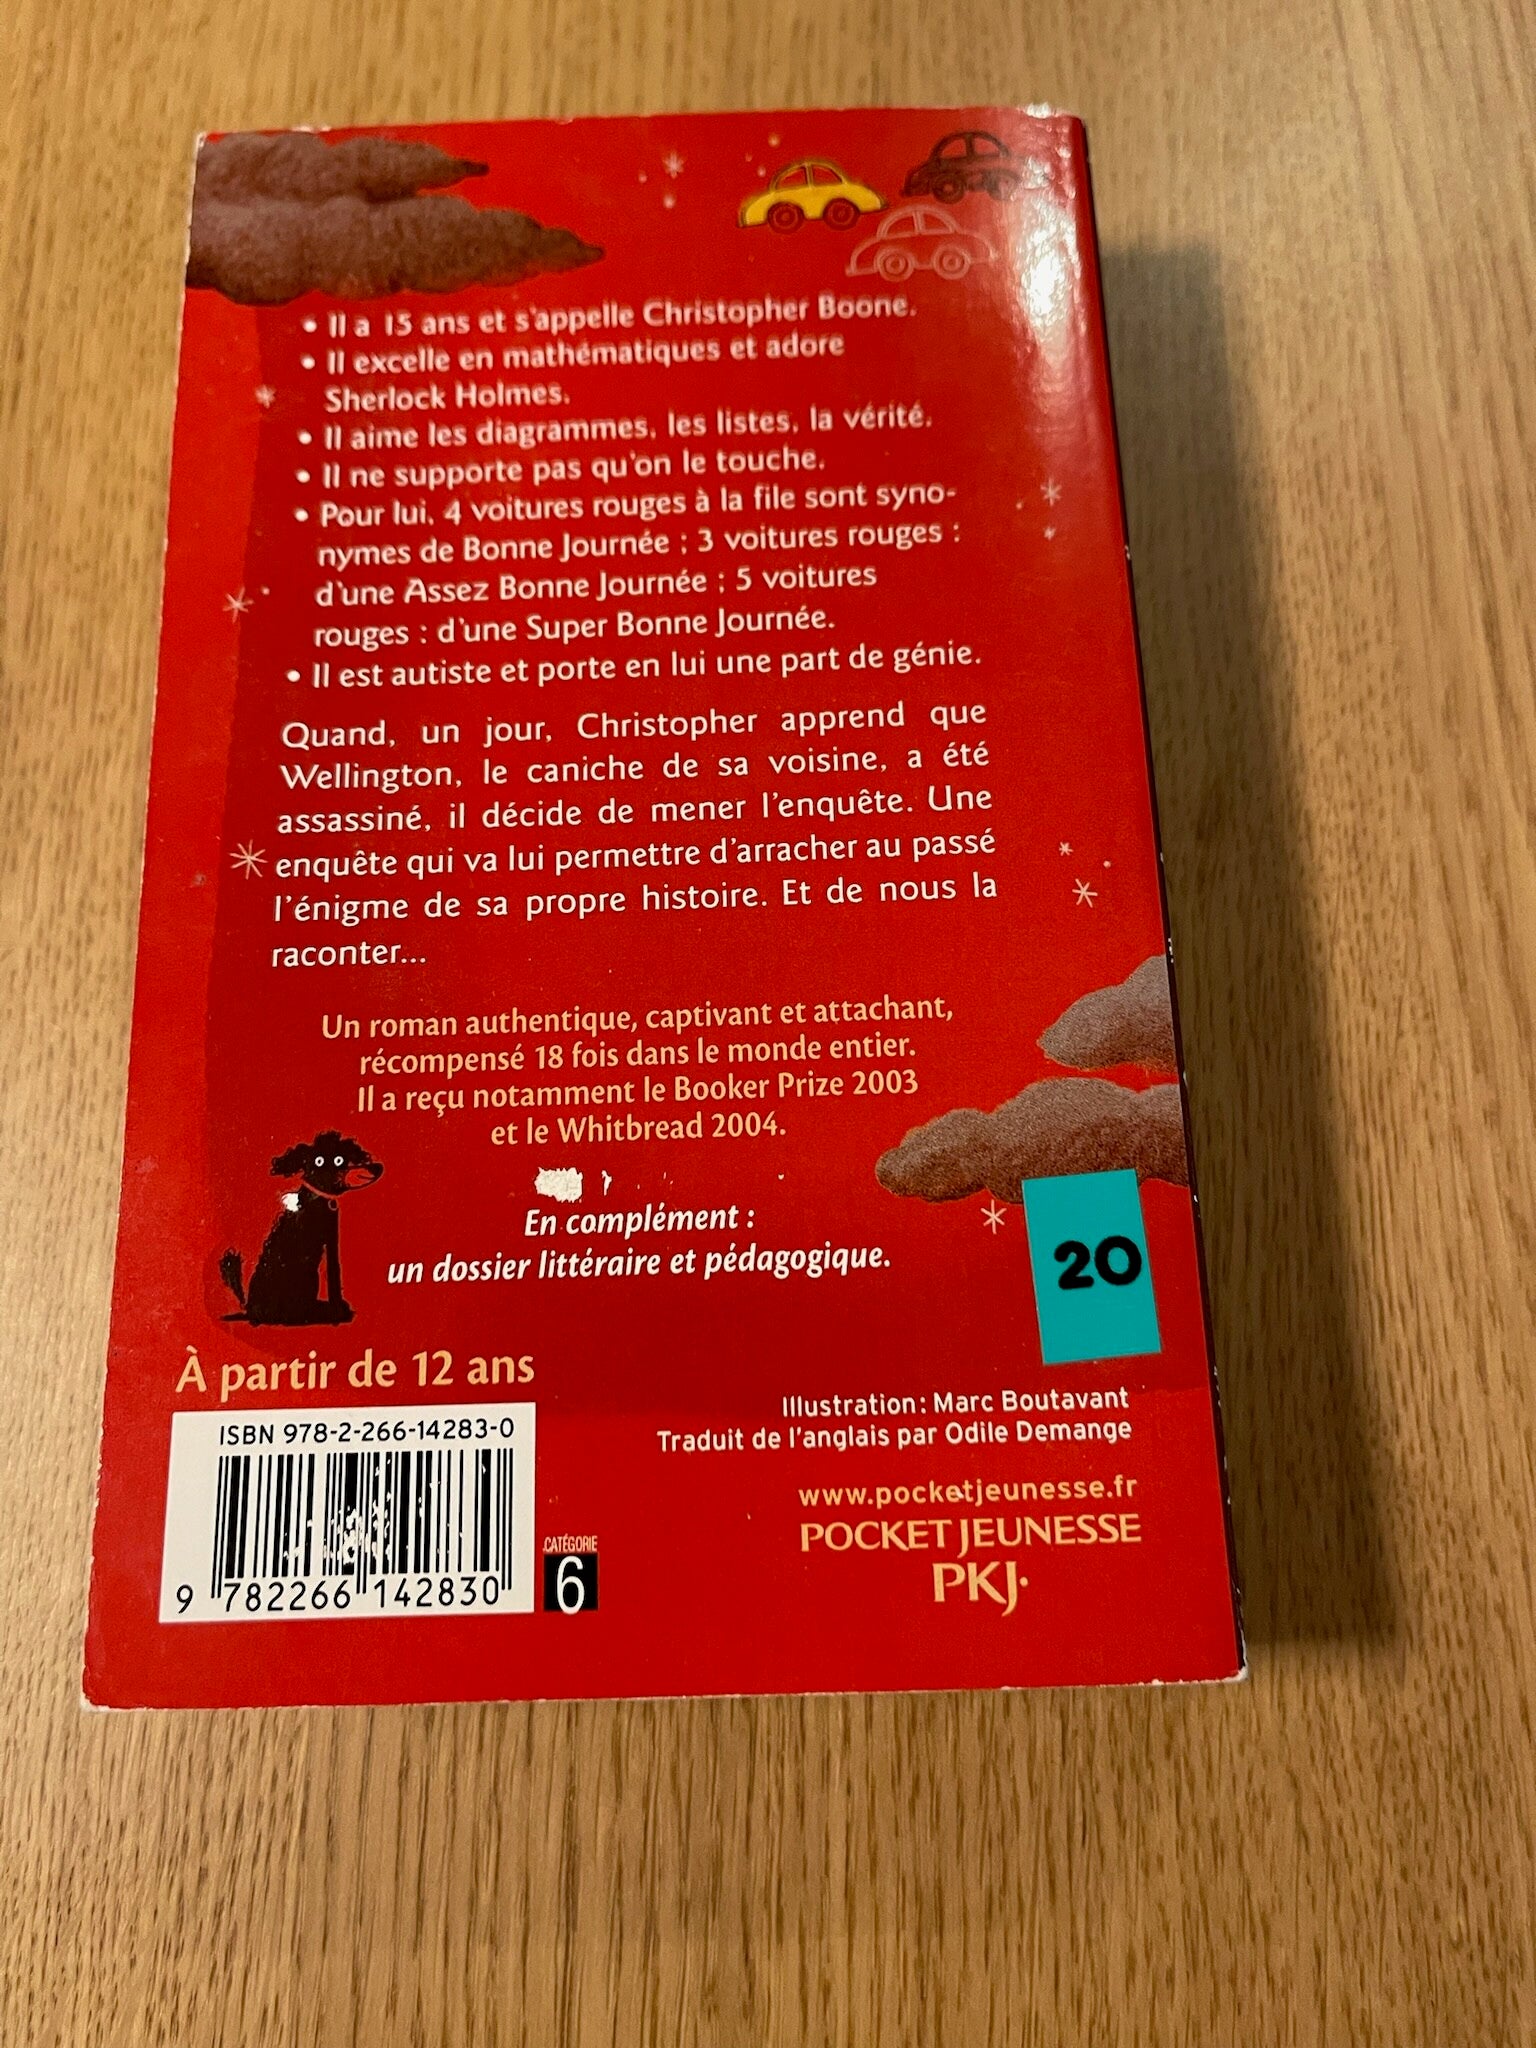 • Il a 15 ans et s'appelle Christopher Boone.
• Il excelle en mathématiques et adore
Sherlock Holmes.
• Il aime les diagrammes, les listes, la vérité.
• Il ne supporte pas qu'on le touche.
• Pour lui, 4 voitures rouges à la file sont syno-
nymes de Bonne Journée ; 3 voitures rouges :
d'une Assez Bonne Journée ; 5 voitures
rouges : d'une Super Bonne Journée.
• Il est autiste et porte en lui une part de génie.
Quand, un jour, Christopher apprend que
Wellington, le caniche de sa voisine, a été
assassiné, il décide de mener l'enquête. Une
enquête qui va lui permettre d'arracher au passé
l'énigme de sa propre histoire. Et de nous la
raconter...
Un roman authentique, captivant et attachant,
récompensé 18 fois dans le monde entier.
Il a reçu notamment le Booker Prize 2003
et le Whitbread 2004.
En complément :
un dossier littéraire et pédagogique.
20
À partir de 12 ans
ISBN 978-2-266-14283-0
9 782266 142830
CATÉGORIE
6
Illustration: Marc Boutavant
Traduit de l'anglais par Odile Demange
www.pocketjeunesse.fr
POCKET JEUNESSE
PKJ·